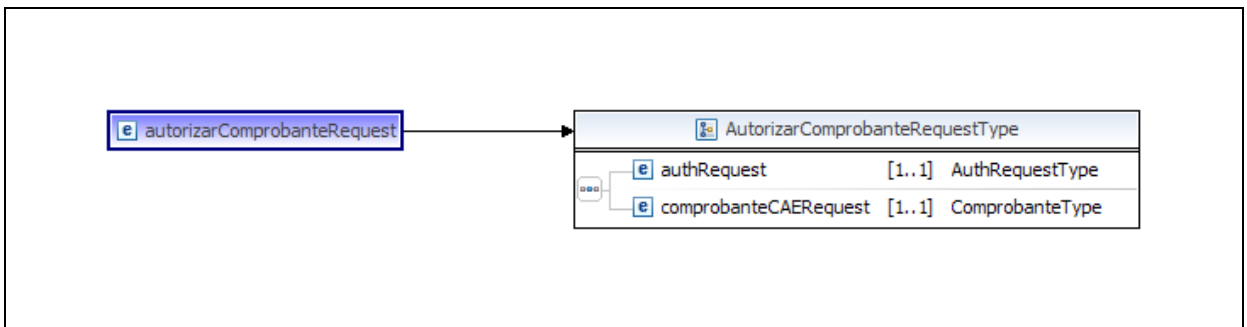 e autorizarComprobanteRequest
AutorizarComprobanteRequestType
e authRequest [1..1] AuthRequestType
e comprobanteCAERequest [1..1] ComprobanteType